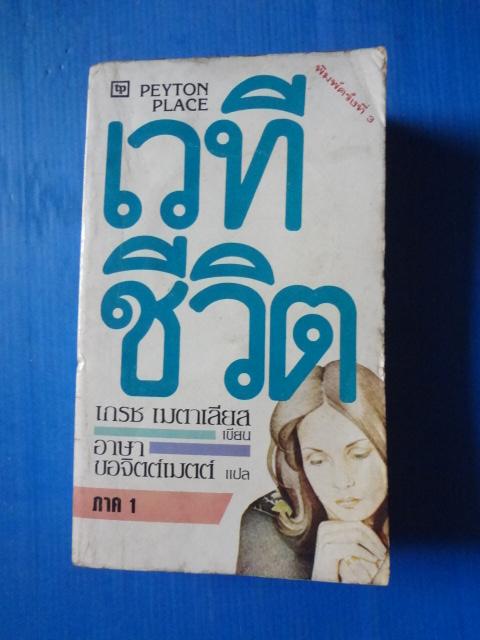 tp PEYTON
PLACE
พิมพ์ครั้งที่ 3
เวที
ชีวิต
เกรซ เมตาเลียส
เขียน
อาษา
ขอจิตต์เมตต์ แปล
ภาค 1